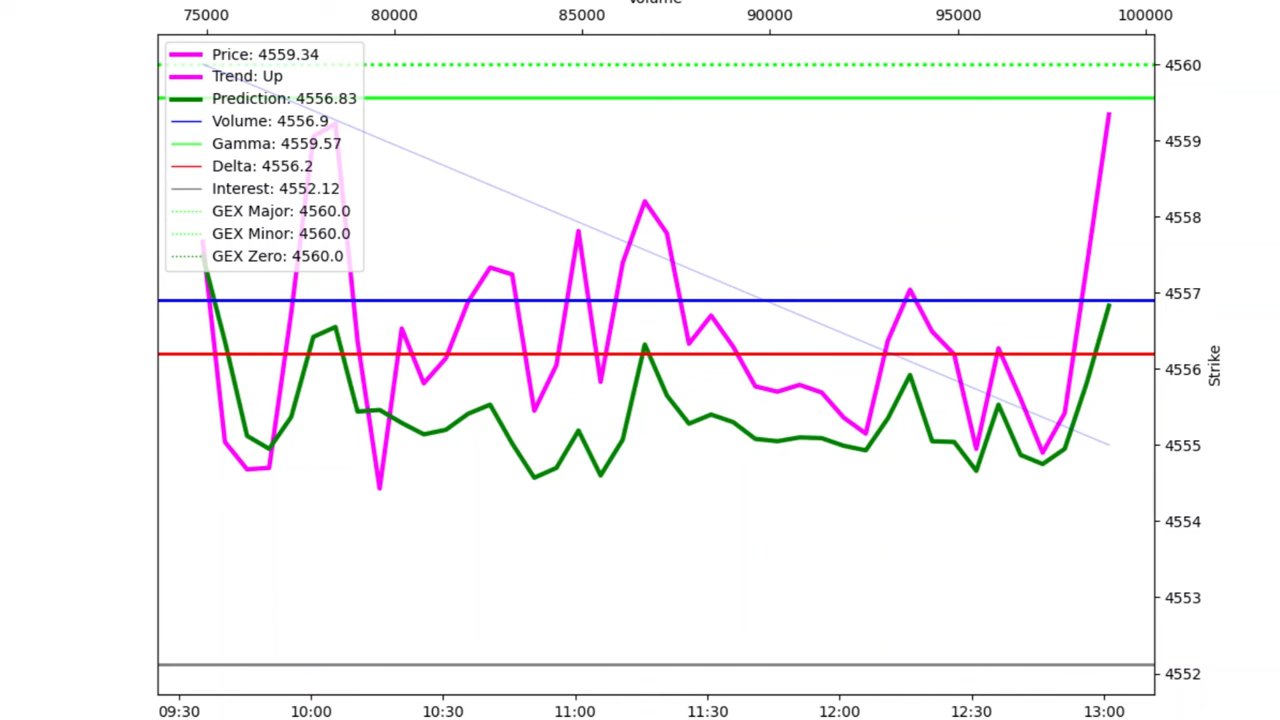 Volume
75000 80000 85000 90000 95000 100000
Price: 4559.34
Trend: Up
Prediction: 4556.83
Volume: 4556.9
Gamma: 4559.57
Delta: 4556.2
Interest: 4552.12
GEX Major: 4560.0
GEX Minor: 4560.0
GEX Zero: 4560.0
4560
4559
4558
4557
4556
4555
4554
4553
4552
Strike
09:30 10:00 10:30 11:00 11:30 12:00 12:30 13:00